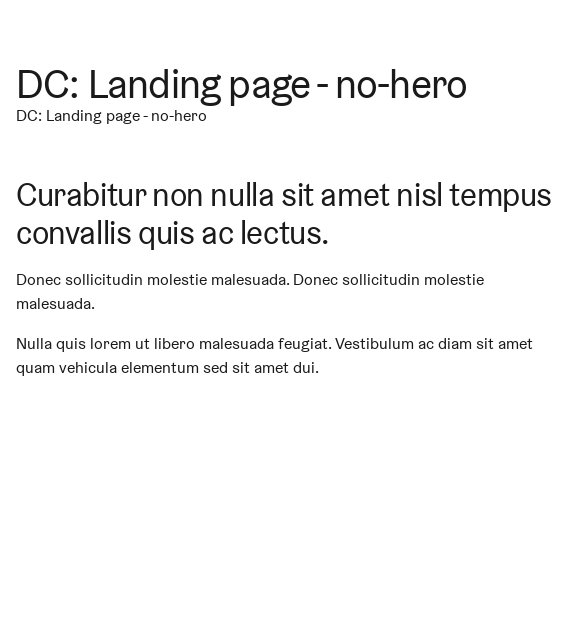 DC: Landing page - no-hero
DC: Landing page - no-hero
Curabitur non nulla sit amet nisl tempus
convallis quis ac lectus.
Donec sollicitudin molestie malesuada. Donec sollicitudin molestie
malesuada.
Nulla quis lorem ut libero malesuada feugiat. Vestibulum ac diam sit amet
quam vehicula elementum sed sit amet dui.